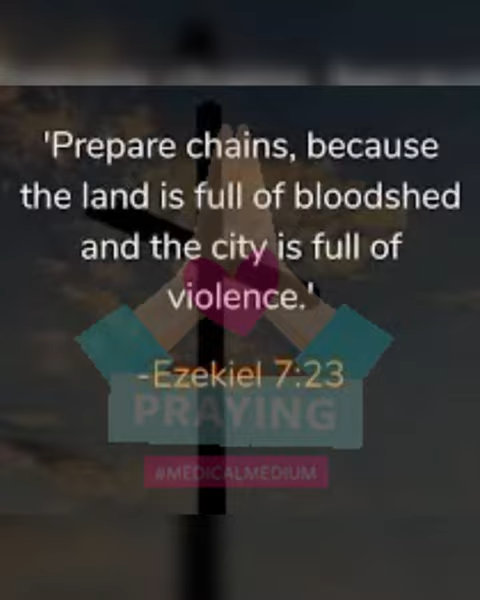 'Prepare chains, because
the land is full of bloodshed
and the city is full of
violence.'
-Ezekiel 7:23
PRAYING
#MEDICALMEDIUM